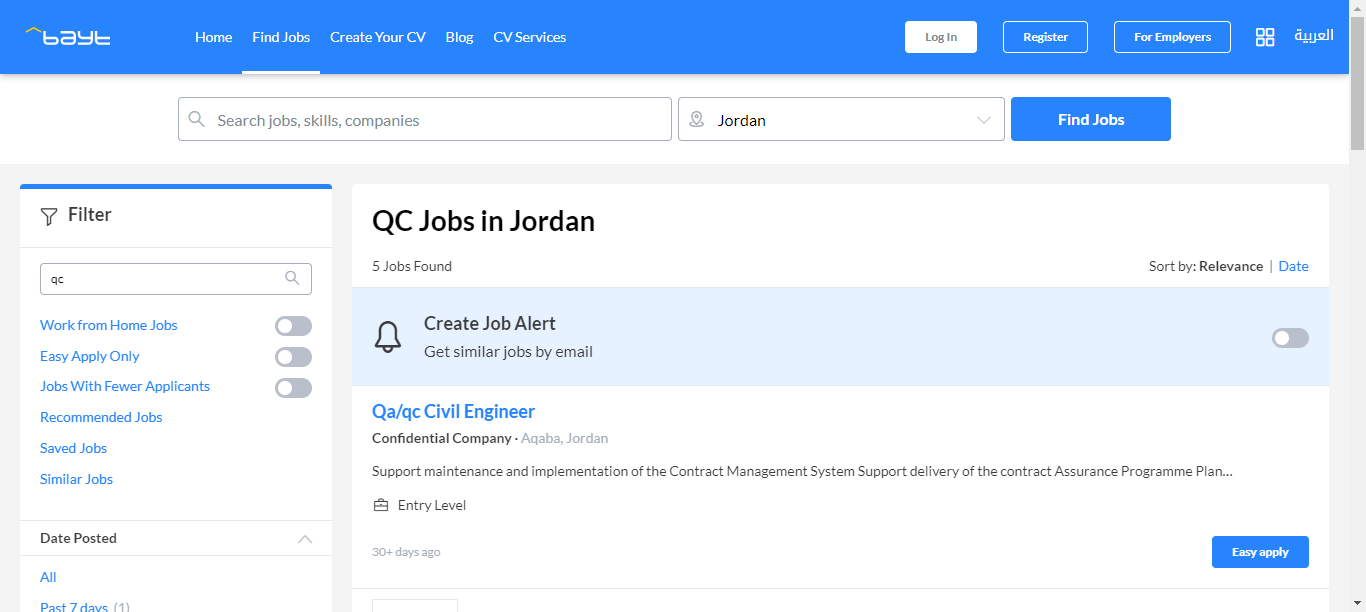 bayt
Home Find Jobs Create Your CV Blog CV Services Log In Register For Employers العربية
Search jobs, skills, companies Jordan Find Jobs
Filter
qc
Work from Home Jobs
Easy Apply Only
Jobs With Fewer Applicants
Recommended Jobs
Saved Jobs
Similar Jobs
Date Posted
All
Past 7 days (1)
QC Jobs in Jordan
5 Jobs Found Sort by: Relevance | Date
Create Job Alert
Get similar jobs by email
Qa/qc Civil Engineer
Confidential Company · Aqaba, Jordan
Support maintenance and implementation of the Contract Management System Support delivery of the contract Assurance Programme Plan...
Entry Level
30+ days ago Easy apply